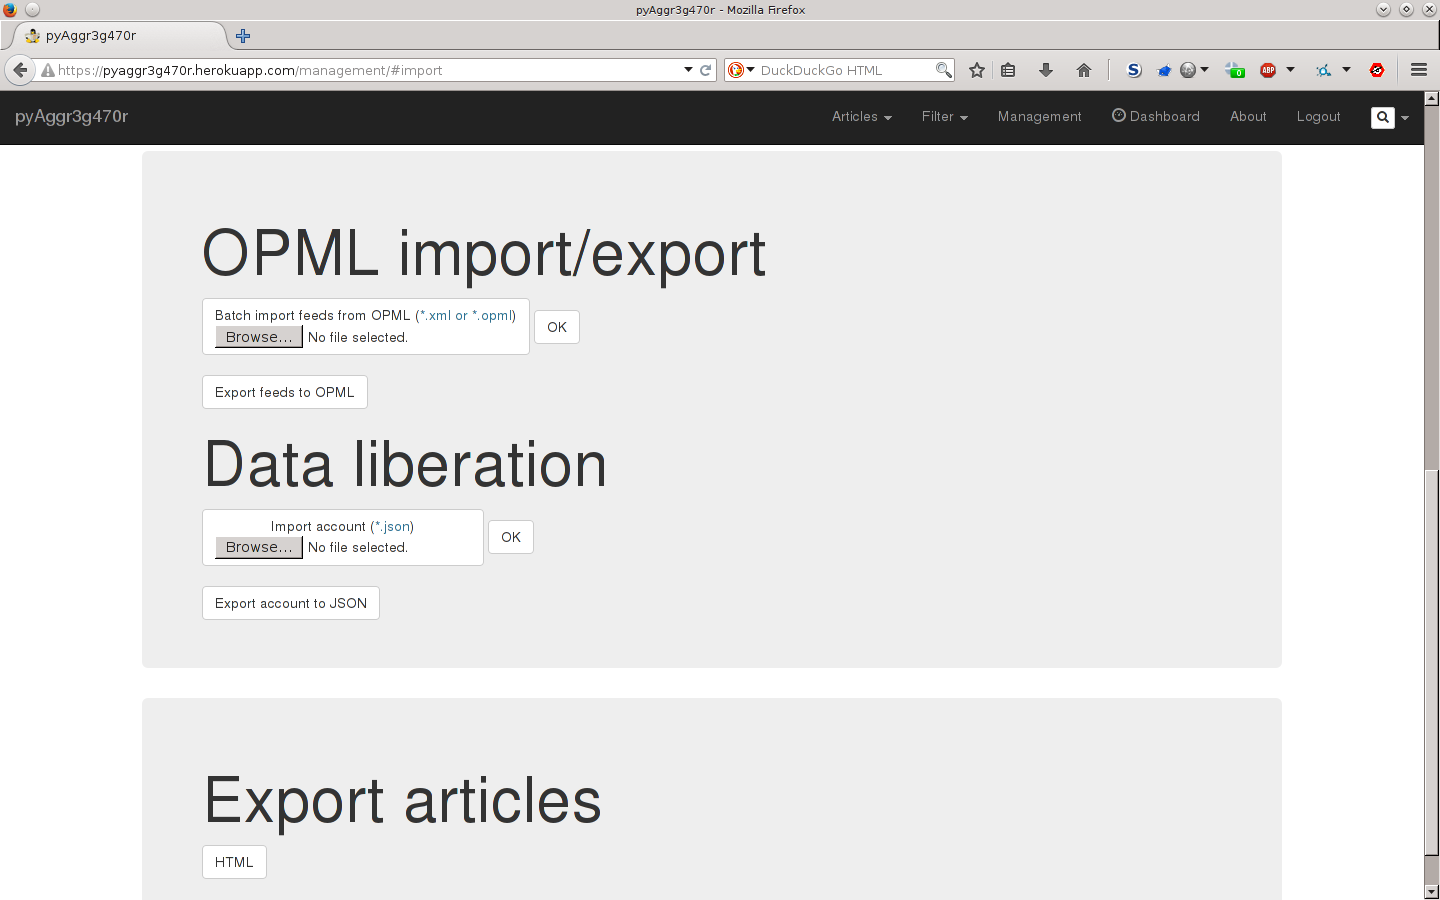 pyAggr3g470r - Mozilla Firefox
pyAggr3g470r
https://pyaggr3g470r.herokuapp.com/management/#import
DuckDuckGo HTML
S
0
ABP
pyAggr3g470r
Articles
Filter
Management
Dashboard
About
Logout
OPML import/export
Batch import feeds from OPML (*.xml or *.opml)
Browse... No file selected.
OK
Export feeds to OPML
Data liberation
Import account (*.json)
Browse... No file selected.
OK
Export account to JSON
Export articles
HTML